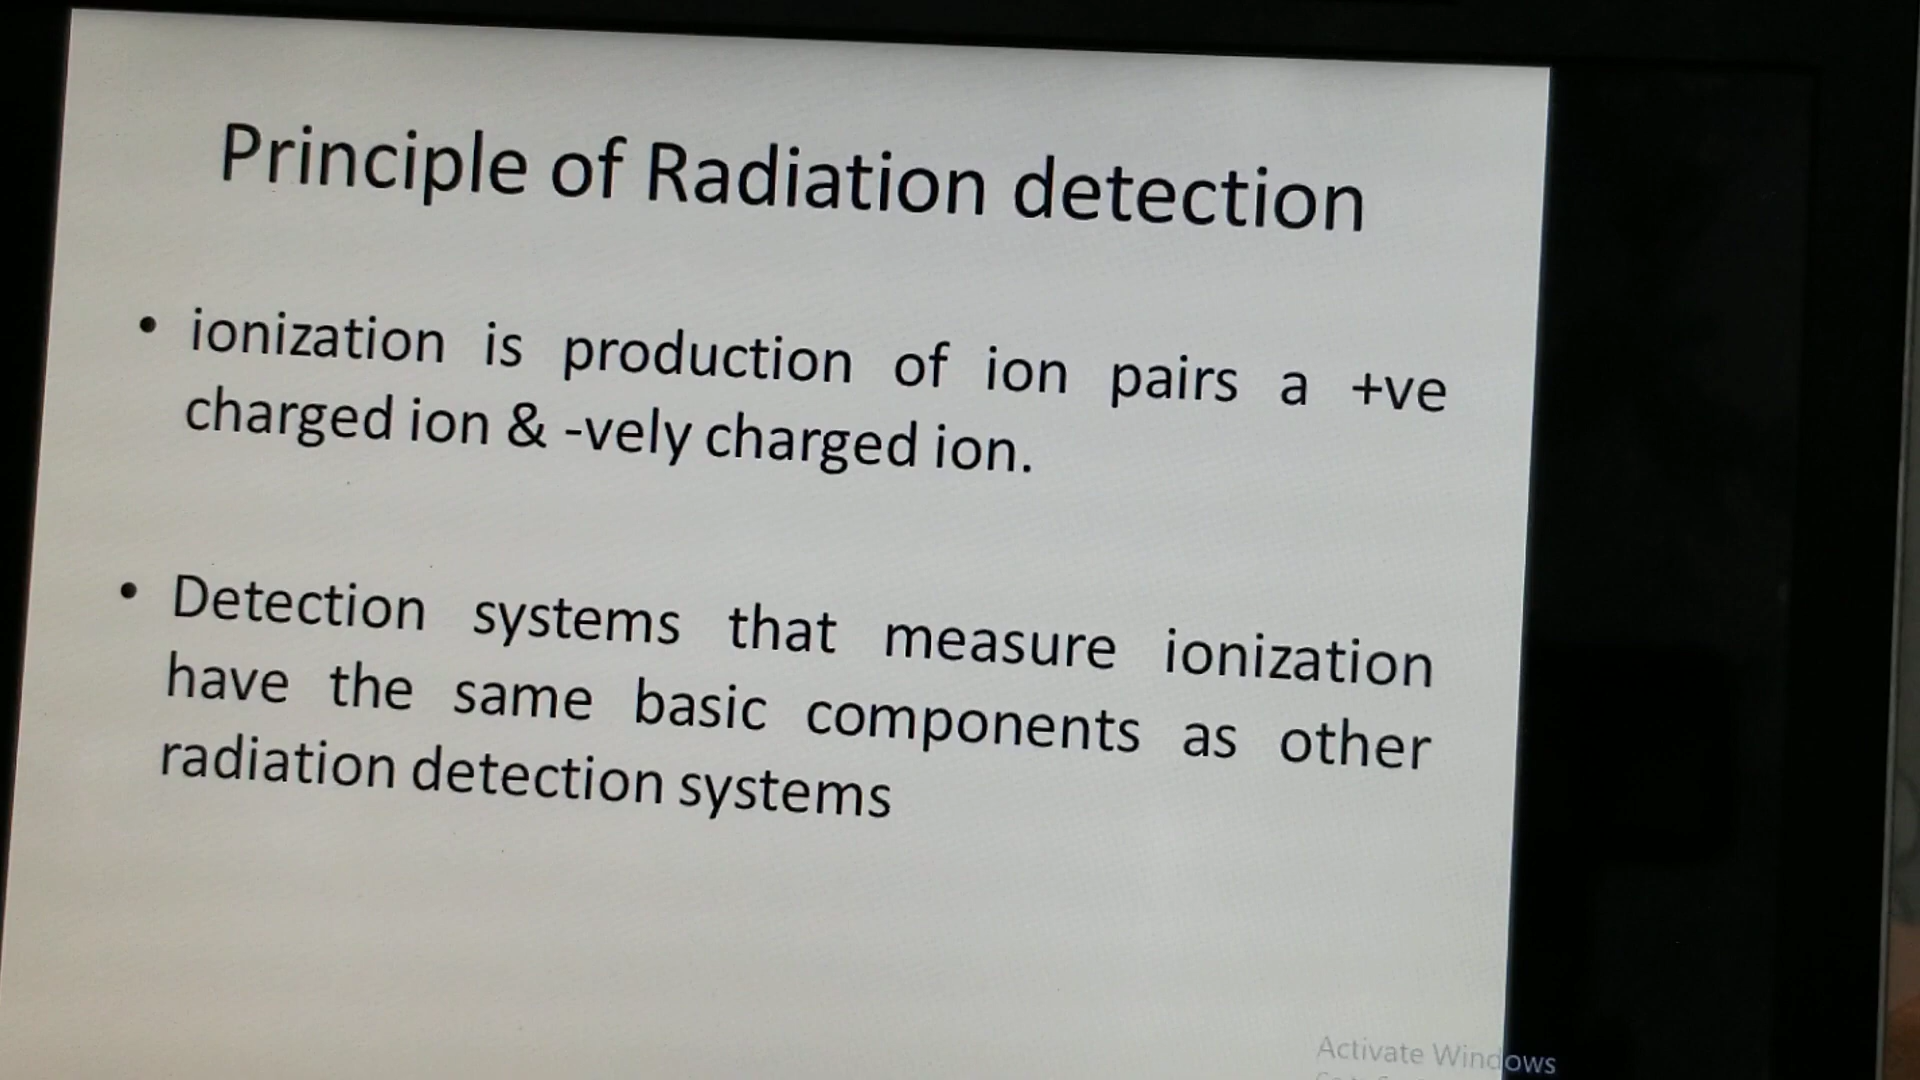 Principle of Radiation detection
• ionization is production of ion pairs a +ve
charged ion & -vely charged ion.
• Detection systems that measure ionization
have the same basic components as other
radiation detection systems
Activate Windows